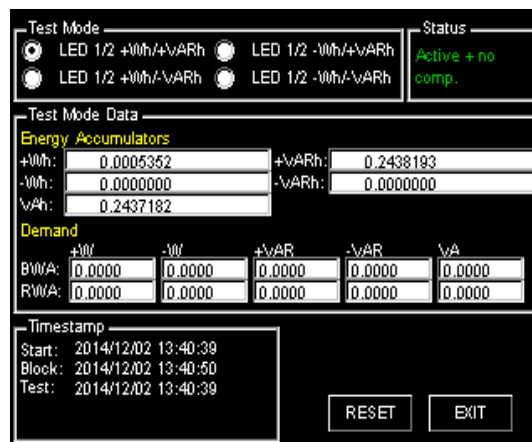 Test Mode
Status
LED 1/2 +Wh/+VARh
LED 1/2 -Wh/+VARh
LED 1/2 +Wh/-VARh
LED 1/2 -Wh/-VARh
Active + no
comp.
Test Mode Data
Energy Accumulators
+Wh: 0.0005352 +VARh: 0.2438193
-Wh: 0.0000000 -VARh: 0.0000000
VAh: 0.2437182
Demand
+W -W +VAR -VAR VA
BWA: 0.0000 0.0000 0.0000 0.0000 0.0000
RWA: 0.0000 0.0000 0.0000 0.0000 0.0000
Timestamp
Start: 2014/12/02 13:40:39
Block: 2014/12/02 13:40:50
Test: 2014/12/02 13:40:39
RESET EXIT